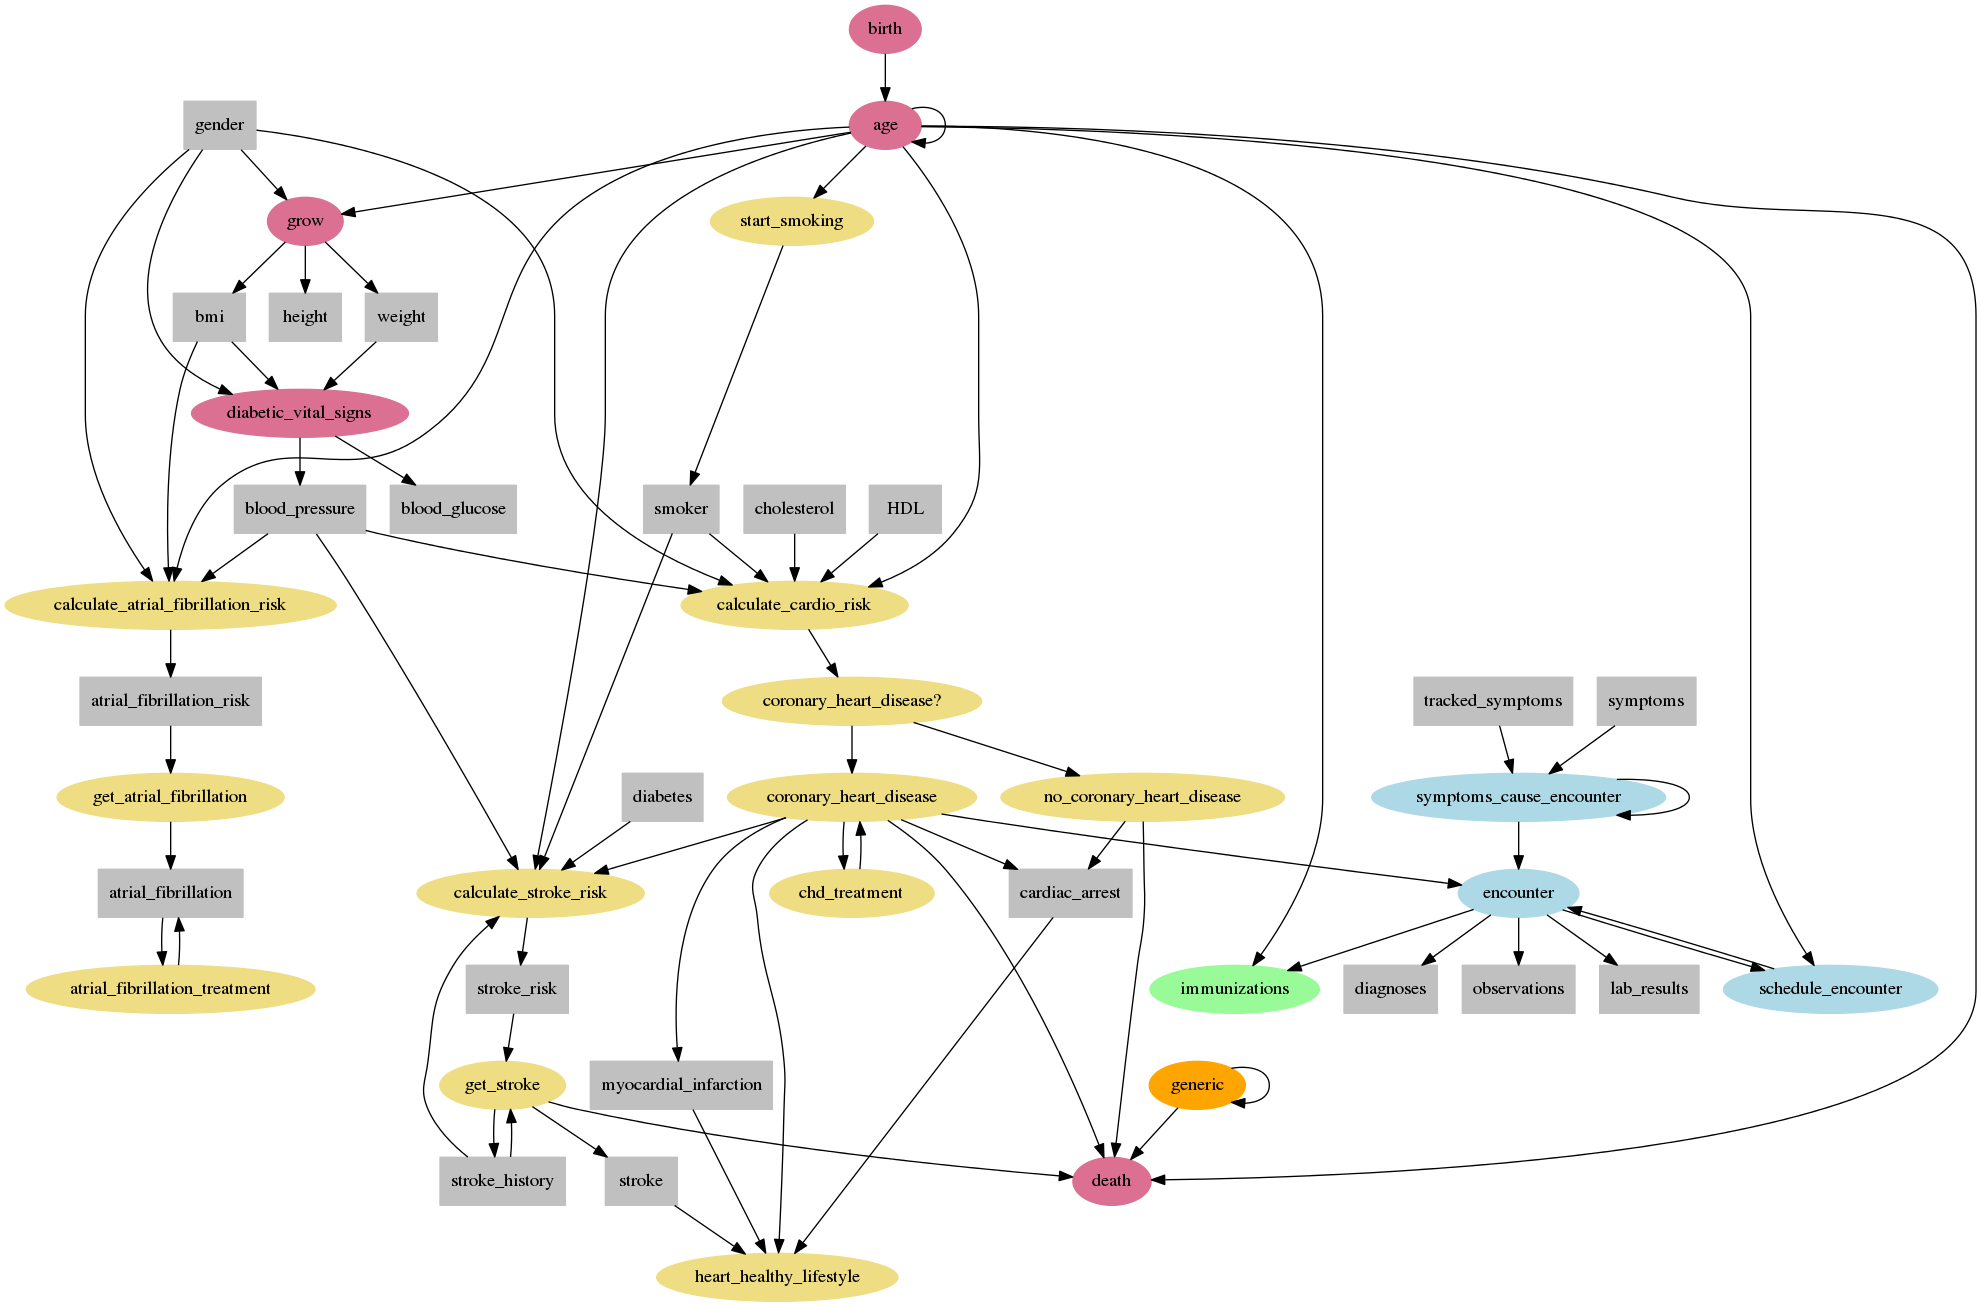 birth
gender
age
grow
start_smoking
bmi
height
weight
diabetic_vital_signs
blood_pressure
blood_glucose
smoker
cholesterol
HDL
calculate_atrial_fibrillation_risk
calculate_cardio_risk
atrial_fibrillation_risk
coronary_heart_disease?
tracked_symptoms
symptoms
get_atrial_fibrillation
diabetes
coronary_heart_disease
no_coronary_heart_disease
symptoms_cause_encounter
atrial_fibrillation
calculate_stroke_risk
chd_treatment
cardiac_arrest
encounter
atrial_fibrillation_treatment
stroke_risk
immunizations
diagnoses
observations
lab_results
schedule_encounter
get_stroke
myocardial_infarction
generic
stroke_history
stroke
death
heart_healthy_lifestyle